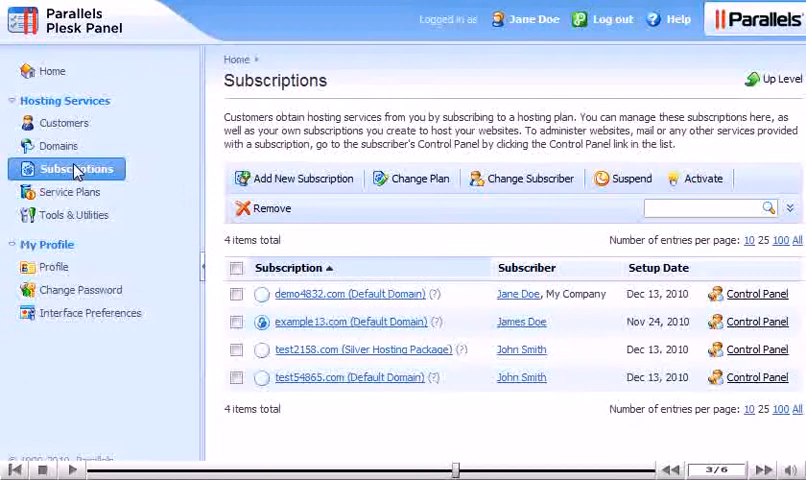 Parallels
Plesk Panel
Logged in as Jane Doe Log out Help
Parallels
Home
Hosting Services
Customers
Domains
Subscriptions
Service Plans
Tools & Utilities
My Profile
Profile
Change Password
Interface Preferences
Home
Subscriptions
Up Level
Customers obtain hosting services from you by subscribing to a hosting plan. You can manage these subscriptions here, as
well as your own subscriptions you create to host your websites. To administer websites, mail or any other services provided
with a subscription, go to the subscriber's Control Panel by clicking the Control Panel link in the list.
Add New Subscription Change Plan Change Subscriber Suspend Activate
Remove
4 items total Number of entries per page: 10 25 100 All
Subscription Subscriber Setup Date
demo4832.com (Default Domain) (?) Jane Doe, My Company Dec 13, 2010 Control Panel
example13.com (Default Domain) (?) James Doe Nov 24, 2010 Control Panel
test2158.com (Silver Hosting Package) (?) John Smith Dec 13, 2010 Control Panel
test54865.com (Default Domain) (?) John Smith Dec 13, 2010 Control Panel
4 items total Number of entries per page: 10 25 100 All
3/6